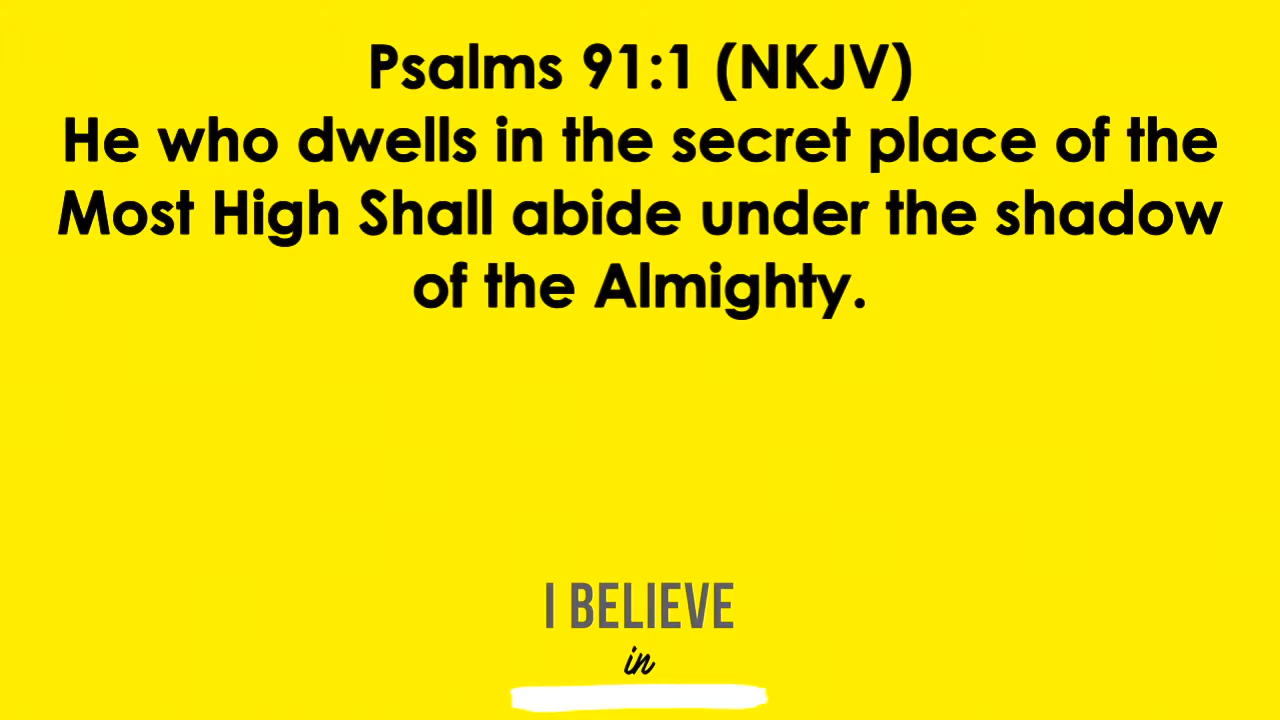 Psalms 91:1 (NKJV)
He who dwells in the secret place of the
Most High Shall abide under the shadow
of the Almighty.
I BELIEVE
in